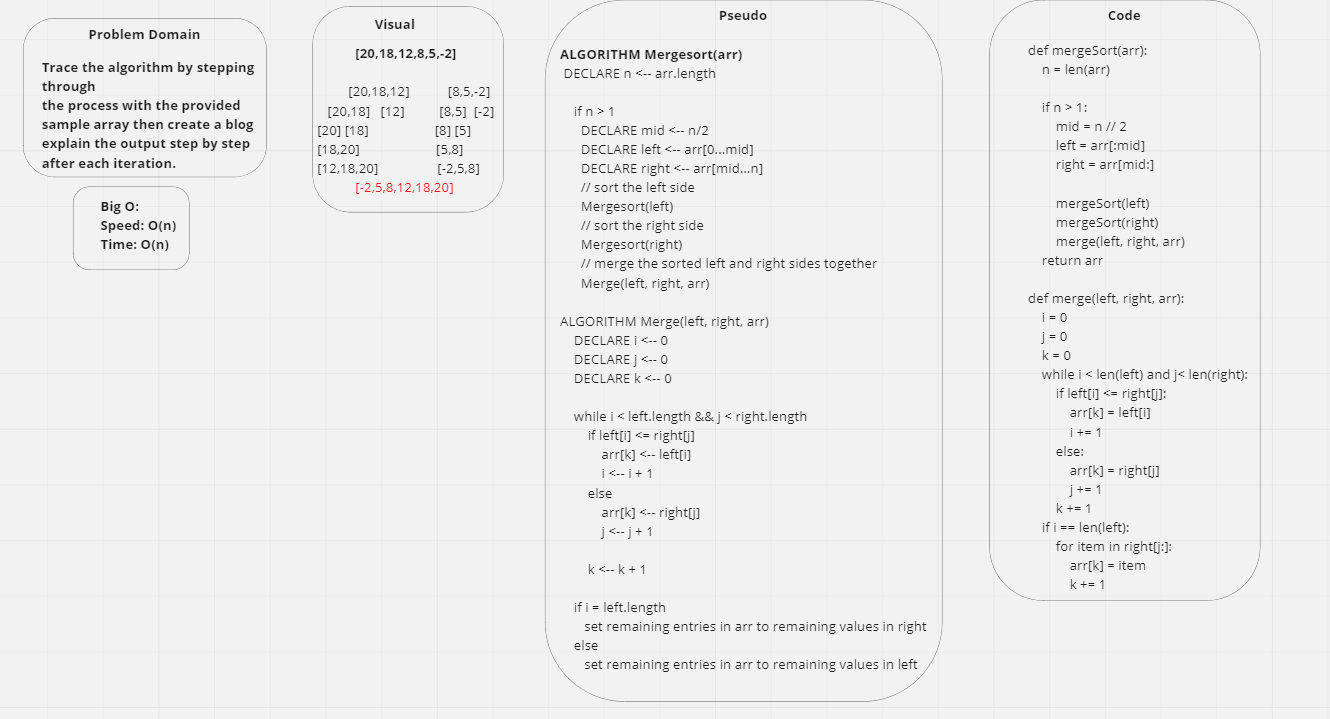 Problem Domain
Trace the algorithm by stepping
through
the process with the provided
sample array then create a blog
explain the output step by step
after each iteration.
Big O:
Speed: O(n)
Time: O(n)
Visual
[20,18,12,8,5,-2]
[20,18,12] [8,5,-2]
[20,18] [12] [8,5] [-2]
[20] [18] [8] [5]
[18,20] [5,8]
[12,18,20] [-2,5,8]
[-2,5,8,12,18,20]
Pseudo
ALGORITHM Mergesort(arr)
DECLARE n <-- arr.length
if n > 1
DECLARE mid <-- n/2
DECLARE left <-- arr[0...mid]
DECLARE right <-- arr[mid...n]
// sort the left side
Mergesort(left)
// sort the right side
Mergesort(right)
// merge the sorted left and right sides together
Merge(left, right, arr)
ALGORITHM Merge(left, right, arr)
DECLARE i <-- 0
DECLARE j <-- 0
DECLARE k <-- 0
while i < left.length && j < right.length
if left[i] <= right[j]
arr[k] <-- left[i]
i <-- i + 1
else
arr[k] <-- right[j]
j <-- j + 1
k <-- k + 1
if i = left.length
set remaining entries in arr to remaining values in right
else
set remaining entries in arr to remaining values in left
Code
def mergeSort(arr):
n = len(arr)
if n > 1:
mid = n // 2
left = arr[:mid]
right = arr[mid:]
mergeSort(left)
mergeSort(right)
merge(left, right, arr)
return arr
def merge(left, right, arr):
i = 0
j = 0
k = 0
while i < len(left) and j< len(right):
if left[i] <= right[j]:
arr[k] = left[i]
i += 1
else:
arr[k] = right[j]
j += 1
k += 1
if i == len(left):
for item in right[j:]:
arr[k] = item
k += 1